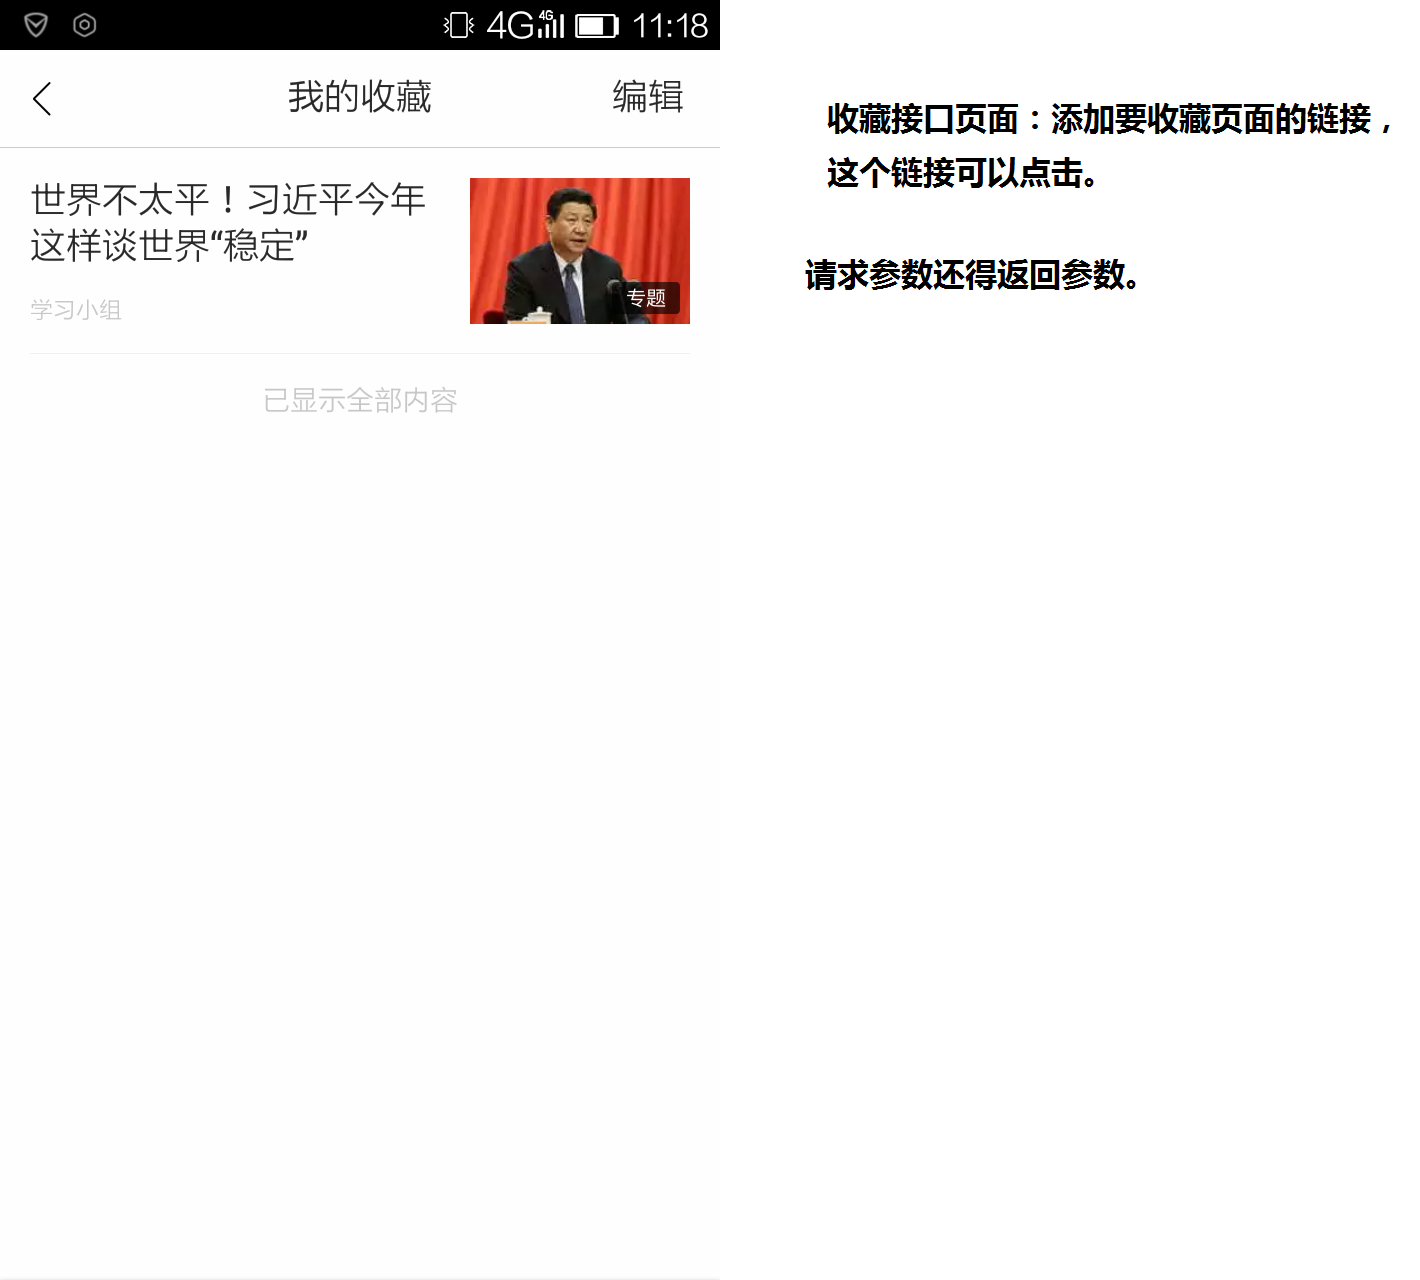 4G 4G 11:18
我的收藏 编辑
世界不太平！习近平今年
这样谈世界“稳定”
专题
学习小组
已显示全部内容
收藏接口页面：添加要收藏页面的链接，
这个链接可以点击。
请求参数还得返回参数。